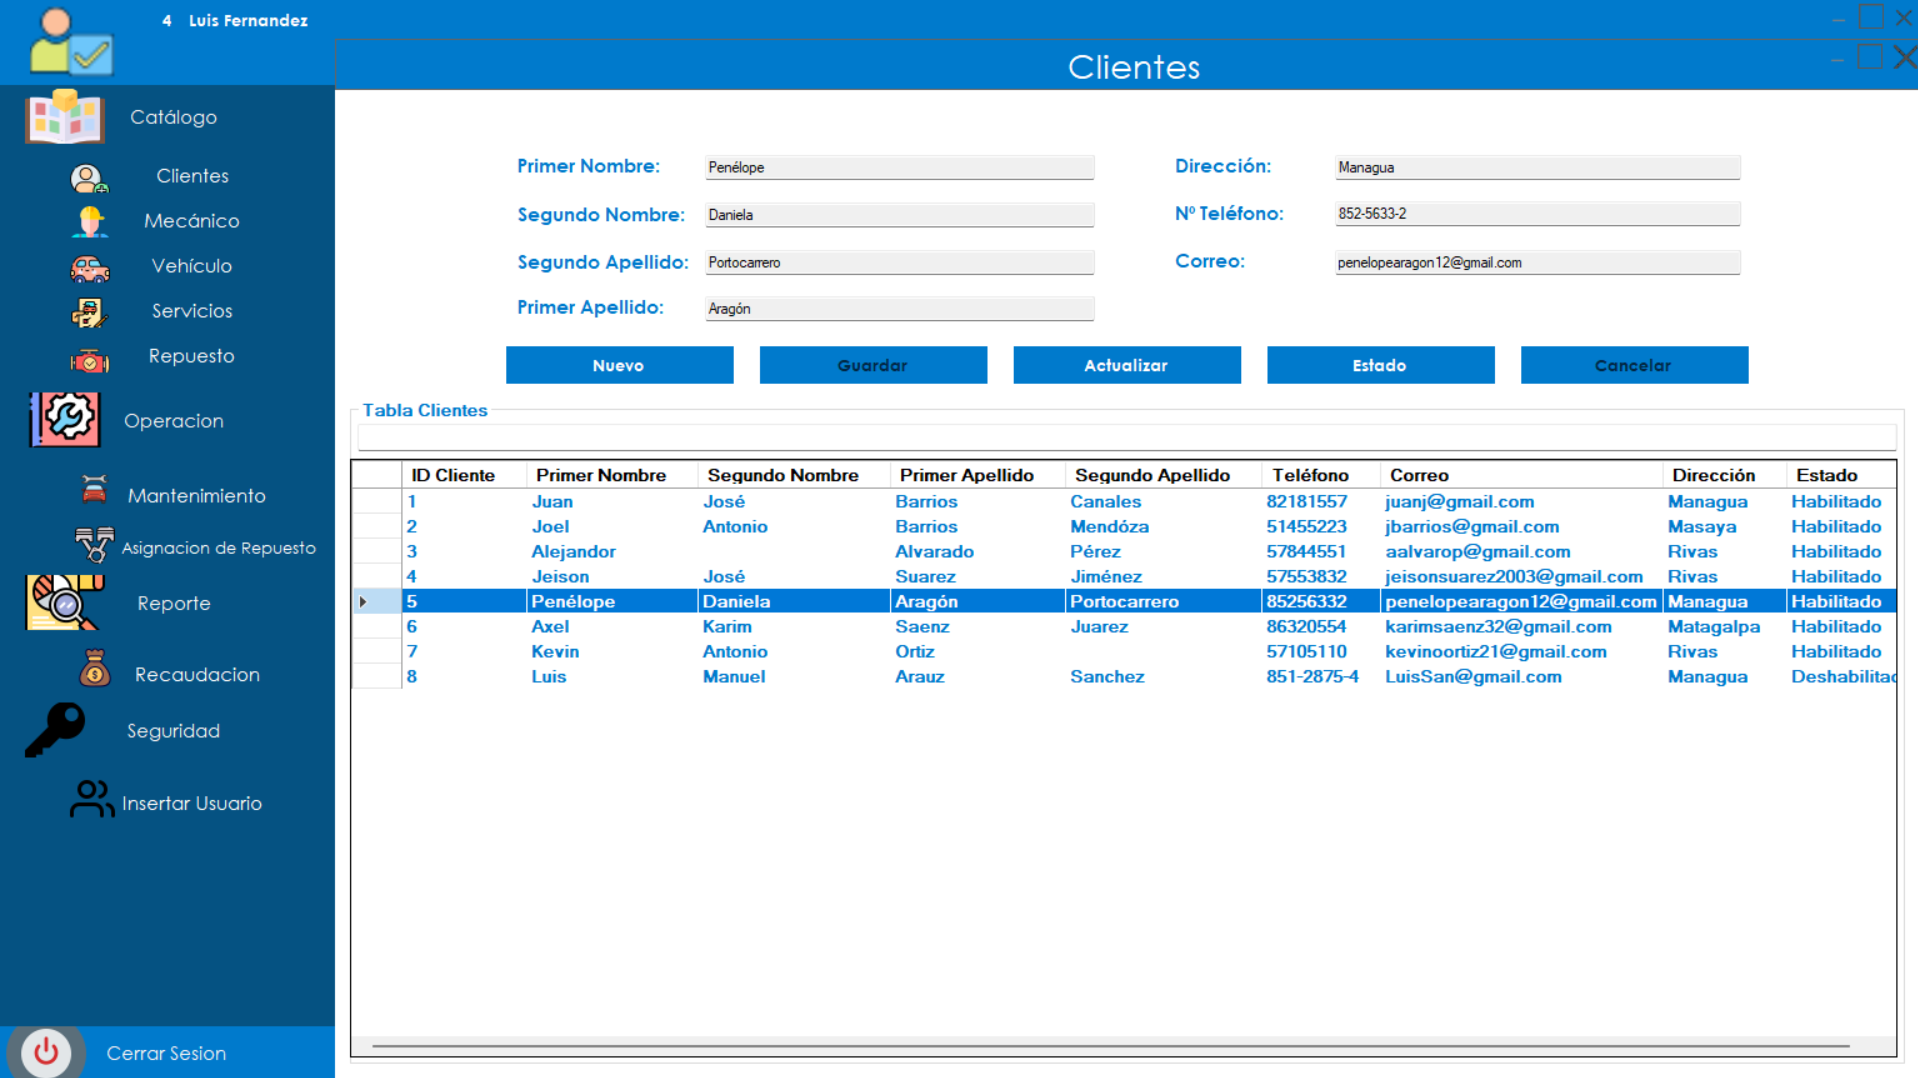 4 Luis Fernandez
Clientes
Catálogo
Clientes
Mecánico
Vehículo
Servicios
Repuesto
Operacion
Mantenimiento
Asignacion de Repuesto
Reporte
Recaudacion
Seguridad
Insertar Usuario
Cerrar Sesion
Primer Nombre: Penélope
Segundo Nombre: Daniela
Segundo Apellido: Portocarrero
Primer Apellido: Aragón
Dirección: Managua
Nº Teléfono: 852-5633-2
Correo: penelopearagon12@gmail.com
Nuevo Guardar Actualizar Estado Cancelar
Tabla Clientes
ID Cliente Primer Nombre Segundo Nombre Primer Apellido Segundo Apellido Teléfono Correo Dirección Estado
1 Juan José Barrios Canales 82181557 juanj@gmail.com Managua Habilitado
2 Joel Antonio Barrios Mendóza 51455223 jbarrios@gmail.com Masaya Habilitado
3 Alejandor Alvarado Pérez 57844551 aalvarop@gmail.com Rivas Habilitado
4 Jeison José Suarez Jiménez 57553832 jeisonsuarez2003@gmail.com Rivas Habilitado
5 Penélope Daniela Aragón Portocarrero 85256332 penelopearagon12@gmail.com Managua Habilitado
6 Axel Karim Saenz Juarez 86320554 karimsaenz32@gmail.com Matagalpa Habilitado
7 Kevin Antonio Ortiz 57105110 kevinoortiz21@gmail.com Rivas Habilitado
8 Luis Manuel Arauz Sanchez 851-2875-4 LuisSan@gmail.com Managua Deshabilitad